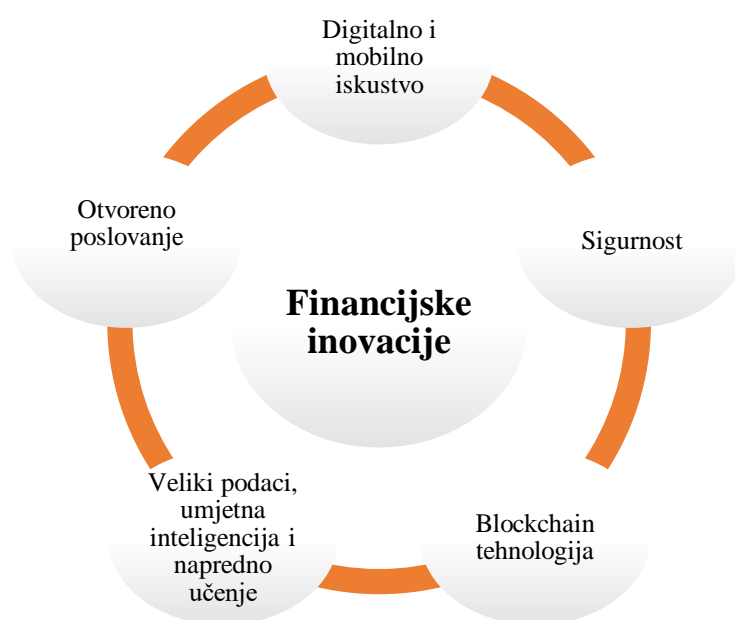 Digitalno i
mobilno
iskustvo
Otvoreno
poslovanje
Sigurnost
Financijske
inovacije
Veliki podaci,
umjetna
inteligencija i
napredno
učenje
Blockchain
tehnologija